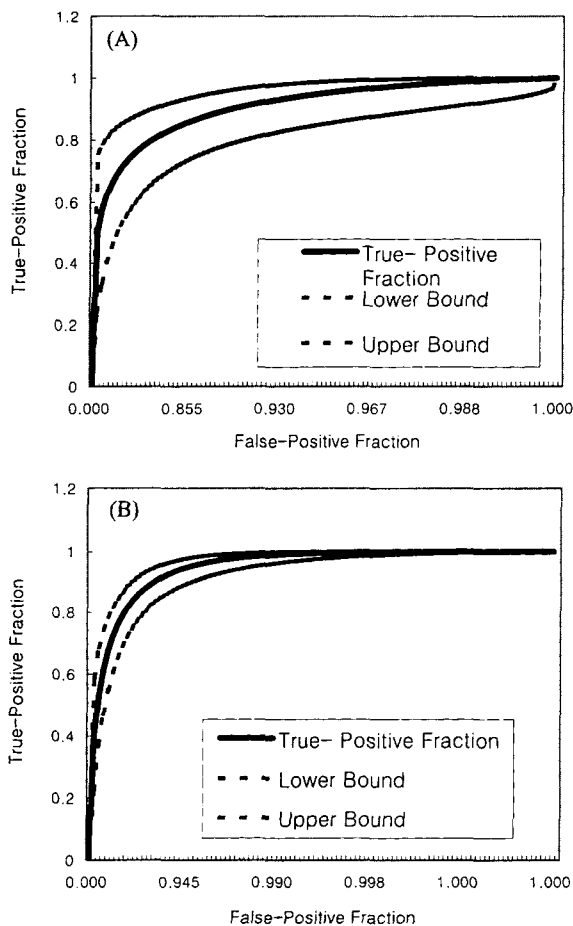 (A)
1.2
1
0.8
0.6
0.4
0.2
0
True-Positive Fraction
True- Positive
Fraction
Lower Bound
Upper Bound
0.000 0.855 0.930 0.967 0.988 1.000
False-Positive Fraction
(B)
1.2
1
0.8
0.6
0.4
0.2
0
True-Positive Fraction
True- Positive Fraction
Lower Bound
Upper Bound
0.000 0.945 0.990 0.998 1.000 1.000
False-Positive Fraction